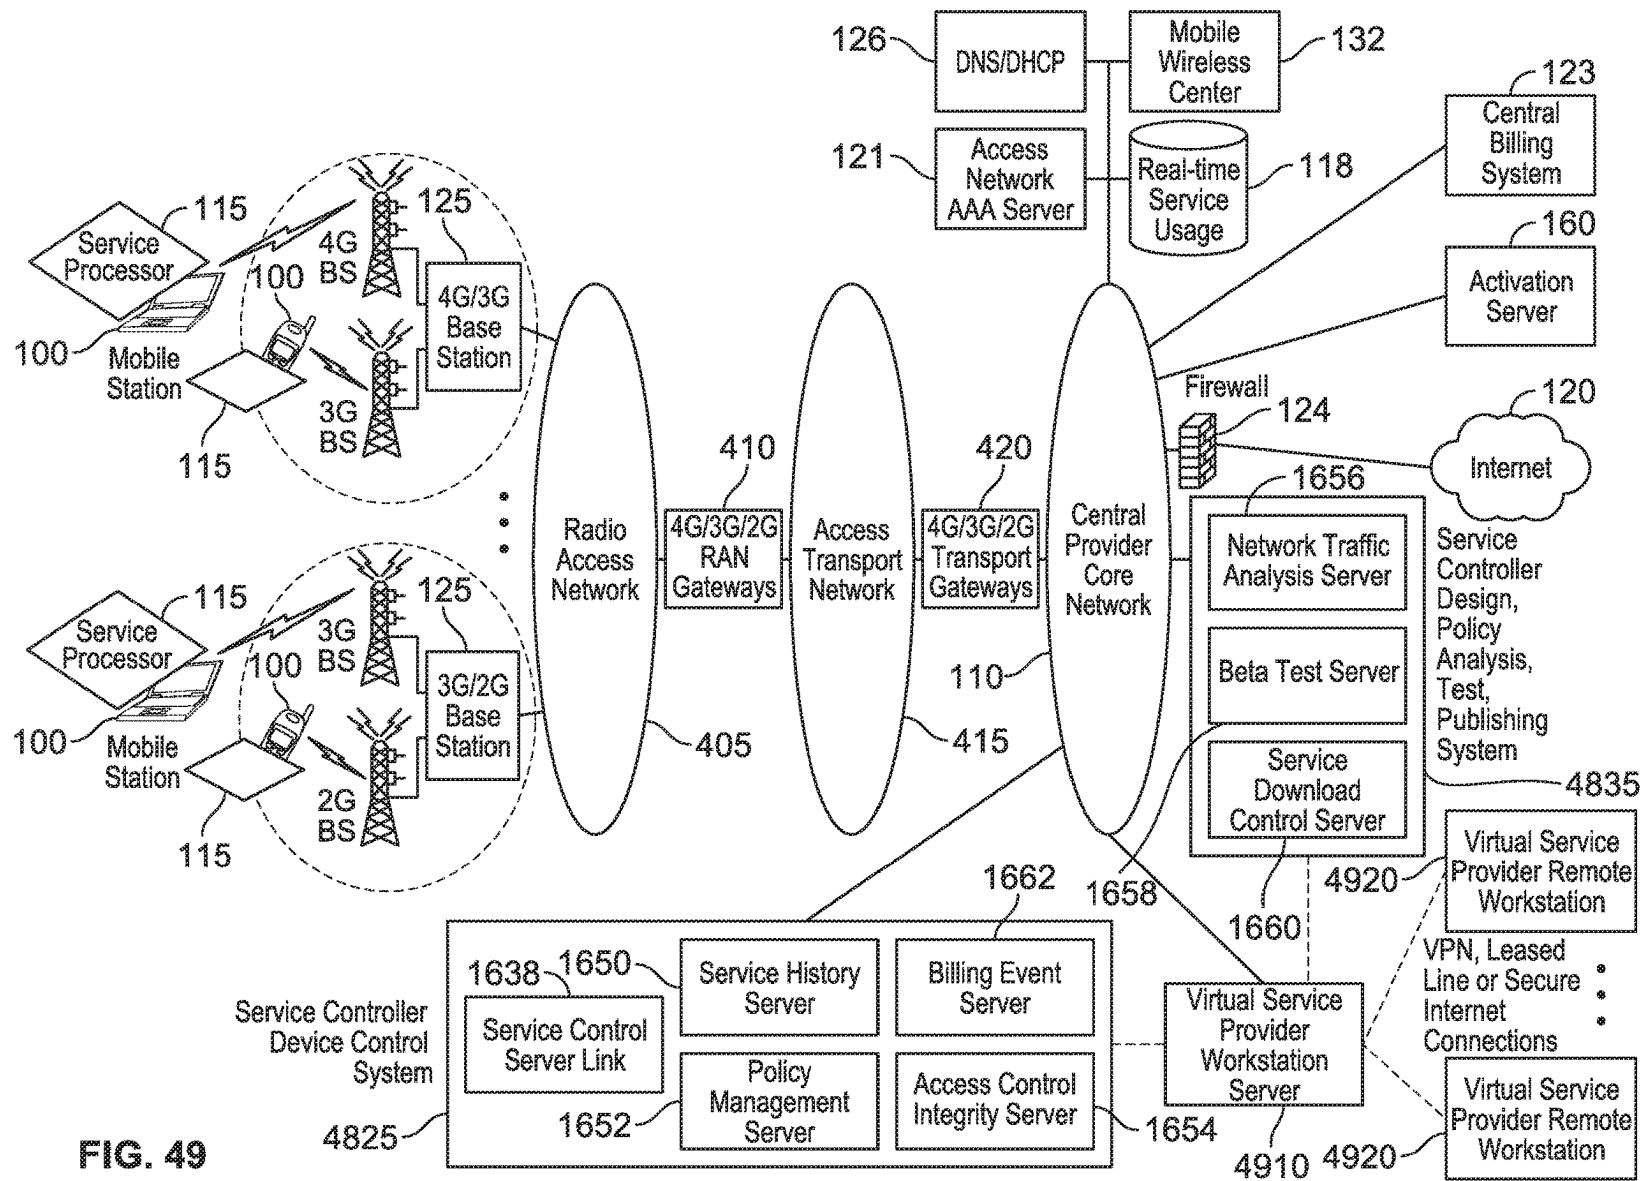 126
DNS/DHCP
Mobile
Wireless
Center
132
123
Central
Billing
System
121
Access
Network
AAA Server
Real-time
Service
Usage
118
160
Activation
Server
115
Service
Processor
100
Mobile
Station
100
115
4G
BS
3G
BS
125
4G/3G
Base
Station
Firewall
124
120
Internet
115
Service
Processor
100
Mobile
Station
100
115
3G
BS
2G
BS
125
3G/2G
Base
Station
Radio
Access
Network
405
410
4G/3G/2G
RAN
Gateways
Access
Transport
Network
415
420
4G/3G/2G
Transport
Gateways
Central
Provider
Core
Network
110
1656
Network Traffic
Analysis Server
Beta Test Server
Service
Download
Control Server
1658
1660
Service
Controller
Design,
Policy
Analysis,
Test,
Publishing
System
4835
Service Controller
Device Control
System
4825
1638
Service Control
Server Link
1650
Service History
Server
1662
Billing Event
Server
1652
Policy
Management
Server
Access Control
Integrity Server
1654
Virtual Service
Provider
Workstation
Server
4910
4920
Virtual Service
Provider Remote
Workstation
VPN, Leased
Line or Secure
Internet
Connections
4920
Virtual Service
Provider Remote
Workstation
FIG. 49